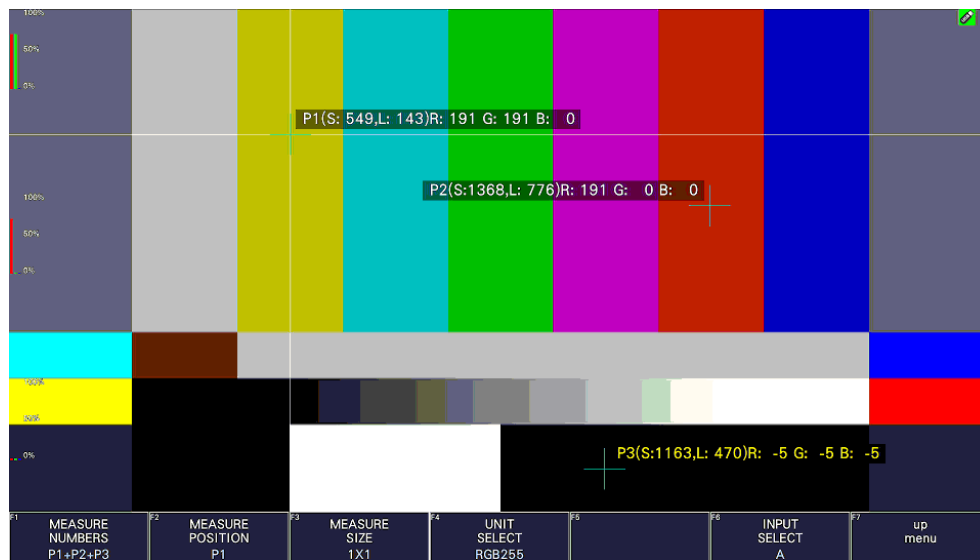 100%
50%
0%
P1(S: 549,L: 143)R: 191 G: 191 B: 0
P2(S:1368,L: 776)R: 191 G: 0 B: 0
100%
50%
0%
P3(S:1163,L: 470)R: -5 G: -5 B: -5
0%
F1 MEASURE NUMBERS
P1+P2+P3
F2 MEASURE POSITION
P1
F3 MEASURE SIZE
1X1
F4 UNIT SELECT
RGB255
F5
F6 INPUT SELECT
A
F7 up menu